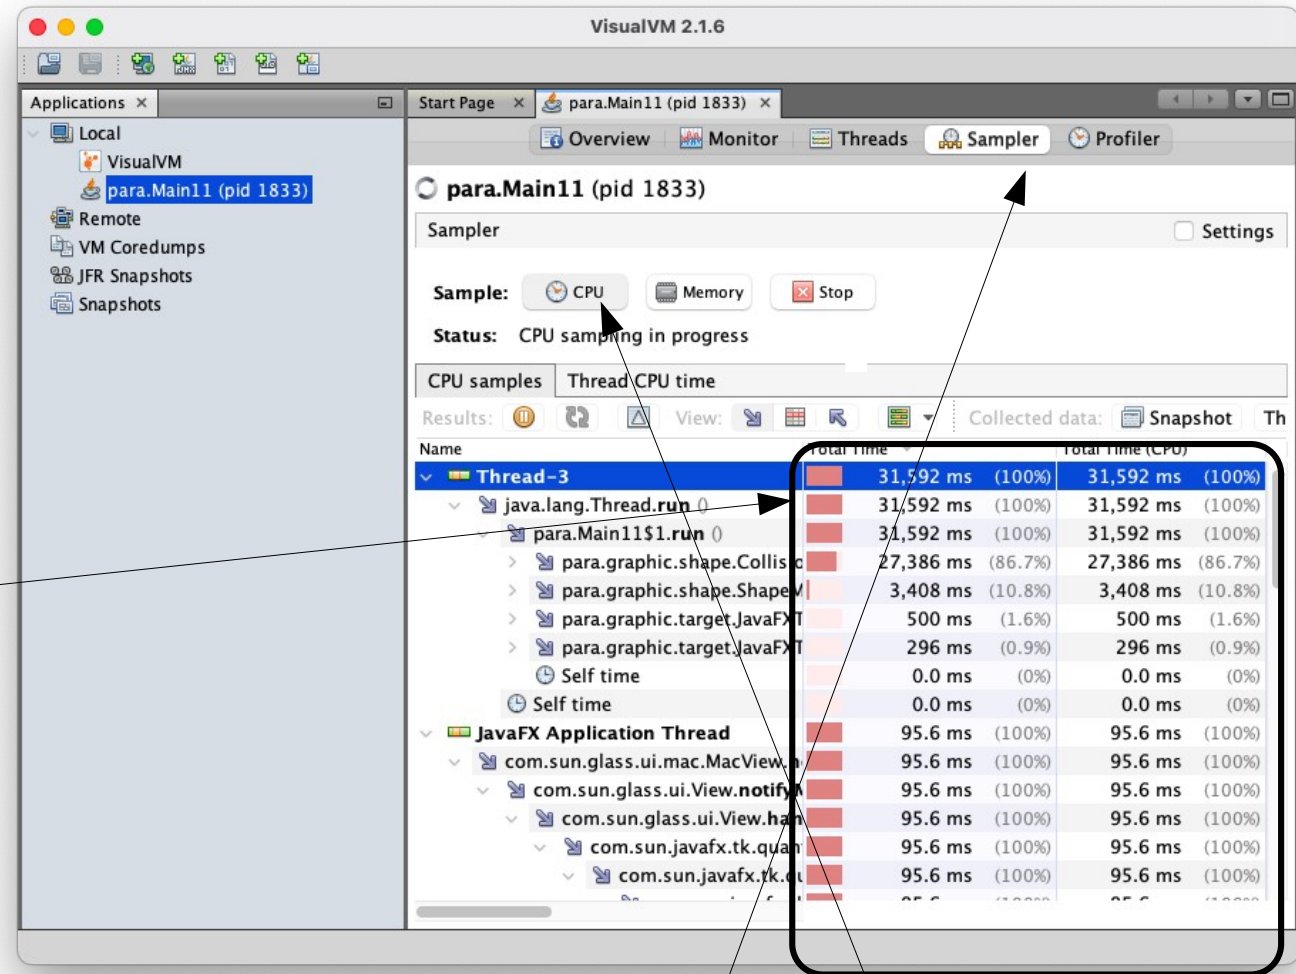 VisualVM 2.1.6
Applications
Start Page
para.Main11 (pid 1833)
Local
VisualVM
para.Main11 (pid 1833)
Remote
VM Coredumps
JFR Snapshots
Snapshots
Overview
Monitor
Threads
Sampler
Profiler
para.Main11 (pid 1833)
Sampler
Settings
Sample: CPU Memory Stop
Status: CPU sampling in progress
CPU samples Thread CPU time
Results: View: Collected data: Snapshot Th
Name Total Time Total Time (CPU)
Thread-3 31,592 ms (100%) 31,592 ms (100%)
java.lang.Thread.run () 31,592 ms (100%) 31,592 ms (100%)
para.Main11$1.run () 31,592 ms (100%) 31,592 ms (100%)
para.graphic.shape.Collisio 27,386 ms (86.7%) 27,386 ms (86.7%)
para.graphic.shape.ShapeM 3,408 ms (10.8%) 3,408 ms (10.8%)
para.graphic.target.JavaFXT 500 ms (1.6%) 500 ms (1.6%)
para.graphic.target.JavaFXT 296 ms (0.9%) 296 ms (0.9%)
Self time 0.0 ms (0%) 0.0 ms (0%)
Self time 0.0 ms (0%) 0.0 ms (0%)
JavaFX Application Thread 95.6 ms (100%) 95.6 ms (100%)
com.sun.glass.ui.mac.MacView.n 95.6 ms (100%) 95.6 ms (100%)
com.sun.glass.ui.View.notifyM 95.6 ms (100%) 95.6 ms (100%)
com.sun.glass.ui.View.han 95.6 ms (100%) 95.6 ms (100%)
com.sun.javafx.tk.quan 95.6 ms (100%) 95.6 ms (100%)
com.sun.javafx.tk.qu 95.6 ms (100%) 95.6 ms (100%)